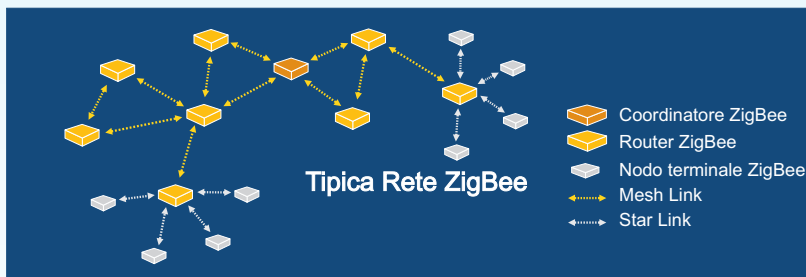 Coordinatore ZigBee
Router ZigBee
Nodo terminale ZigBee
Mesh Link
Star Link
Tipica Rete ZigBee